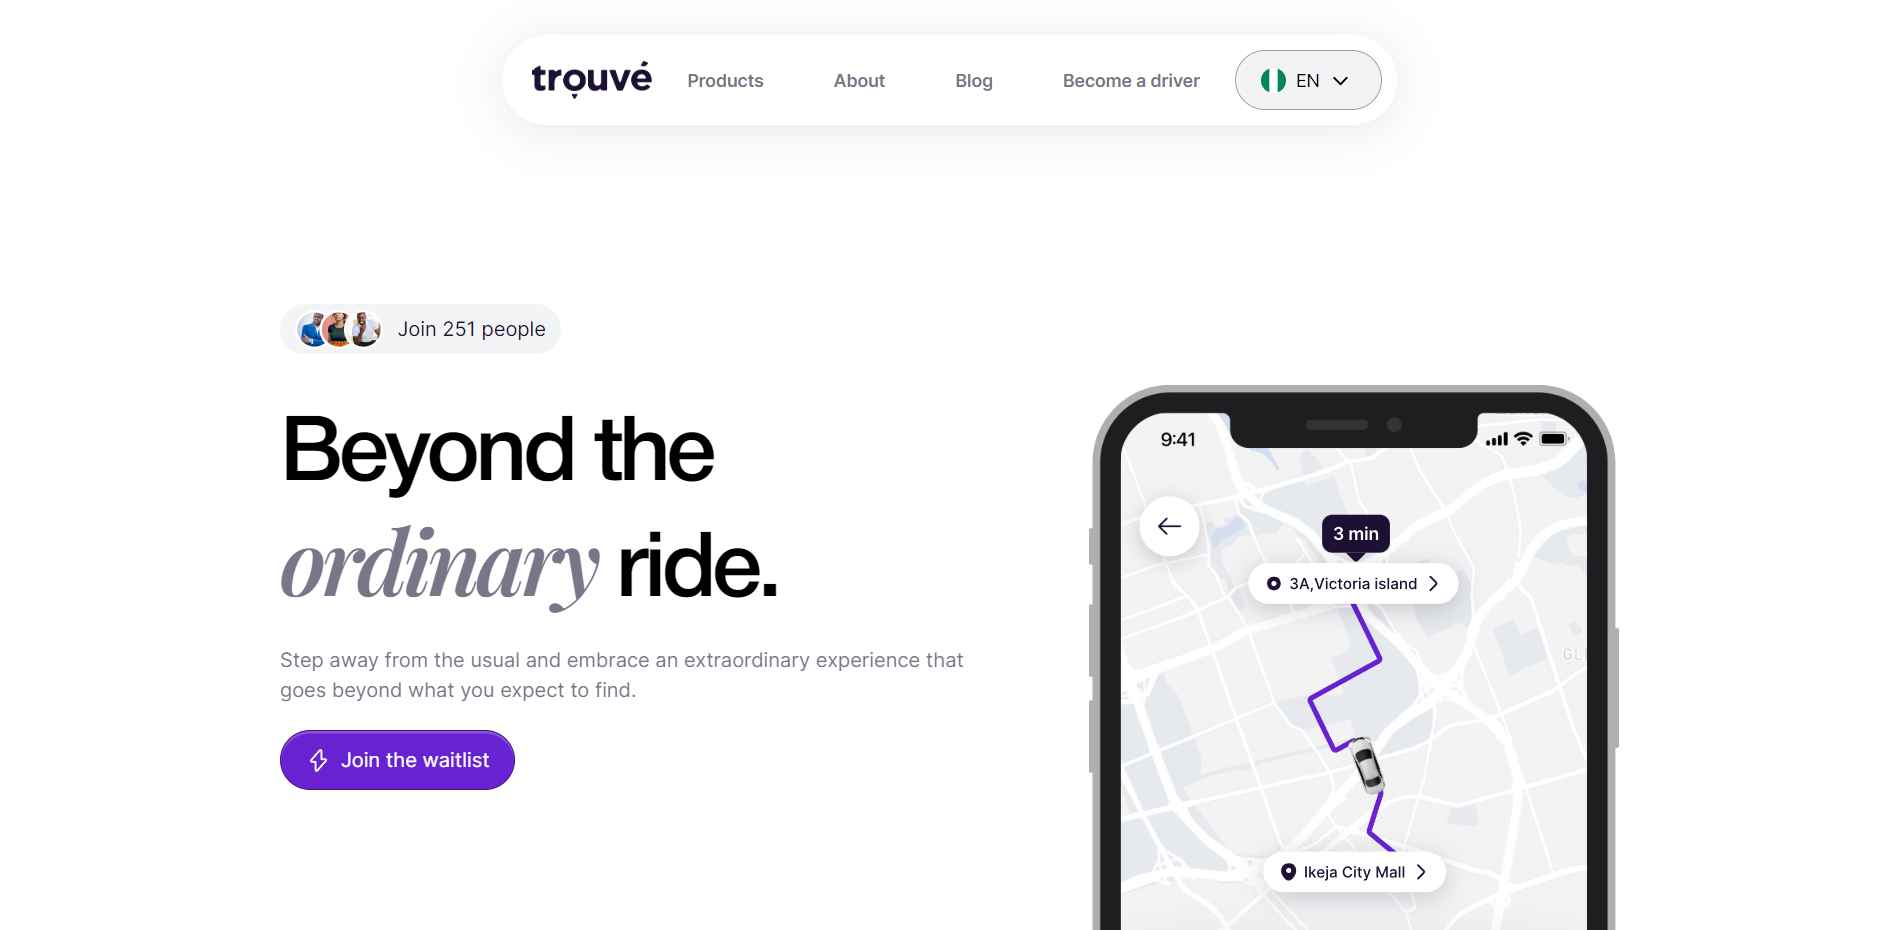 trouvé
Products
About
Blog
Become a driver
EN
Join 251 people
Beyond the
ordinary ride.
Step away from the usual and embrace an extraordinary experience that
goes beyond what you expect to find.
Join the waitlist
9:41
3 min
3A,Victoria island
Ikeja City Mall